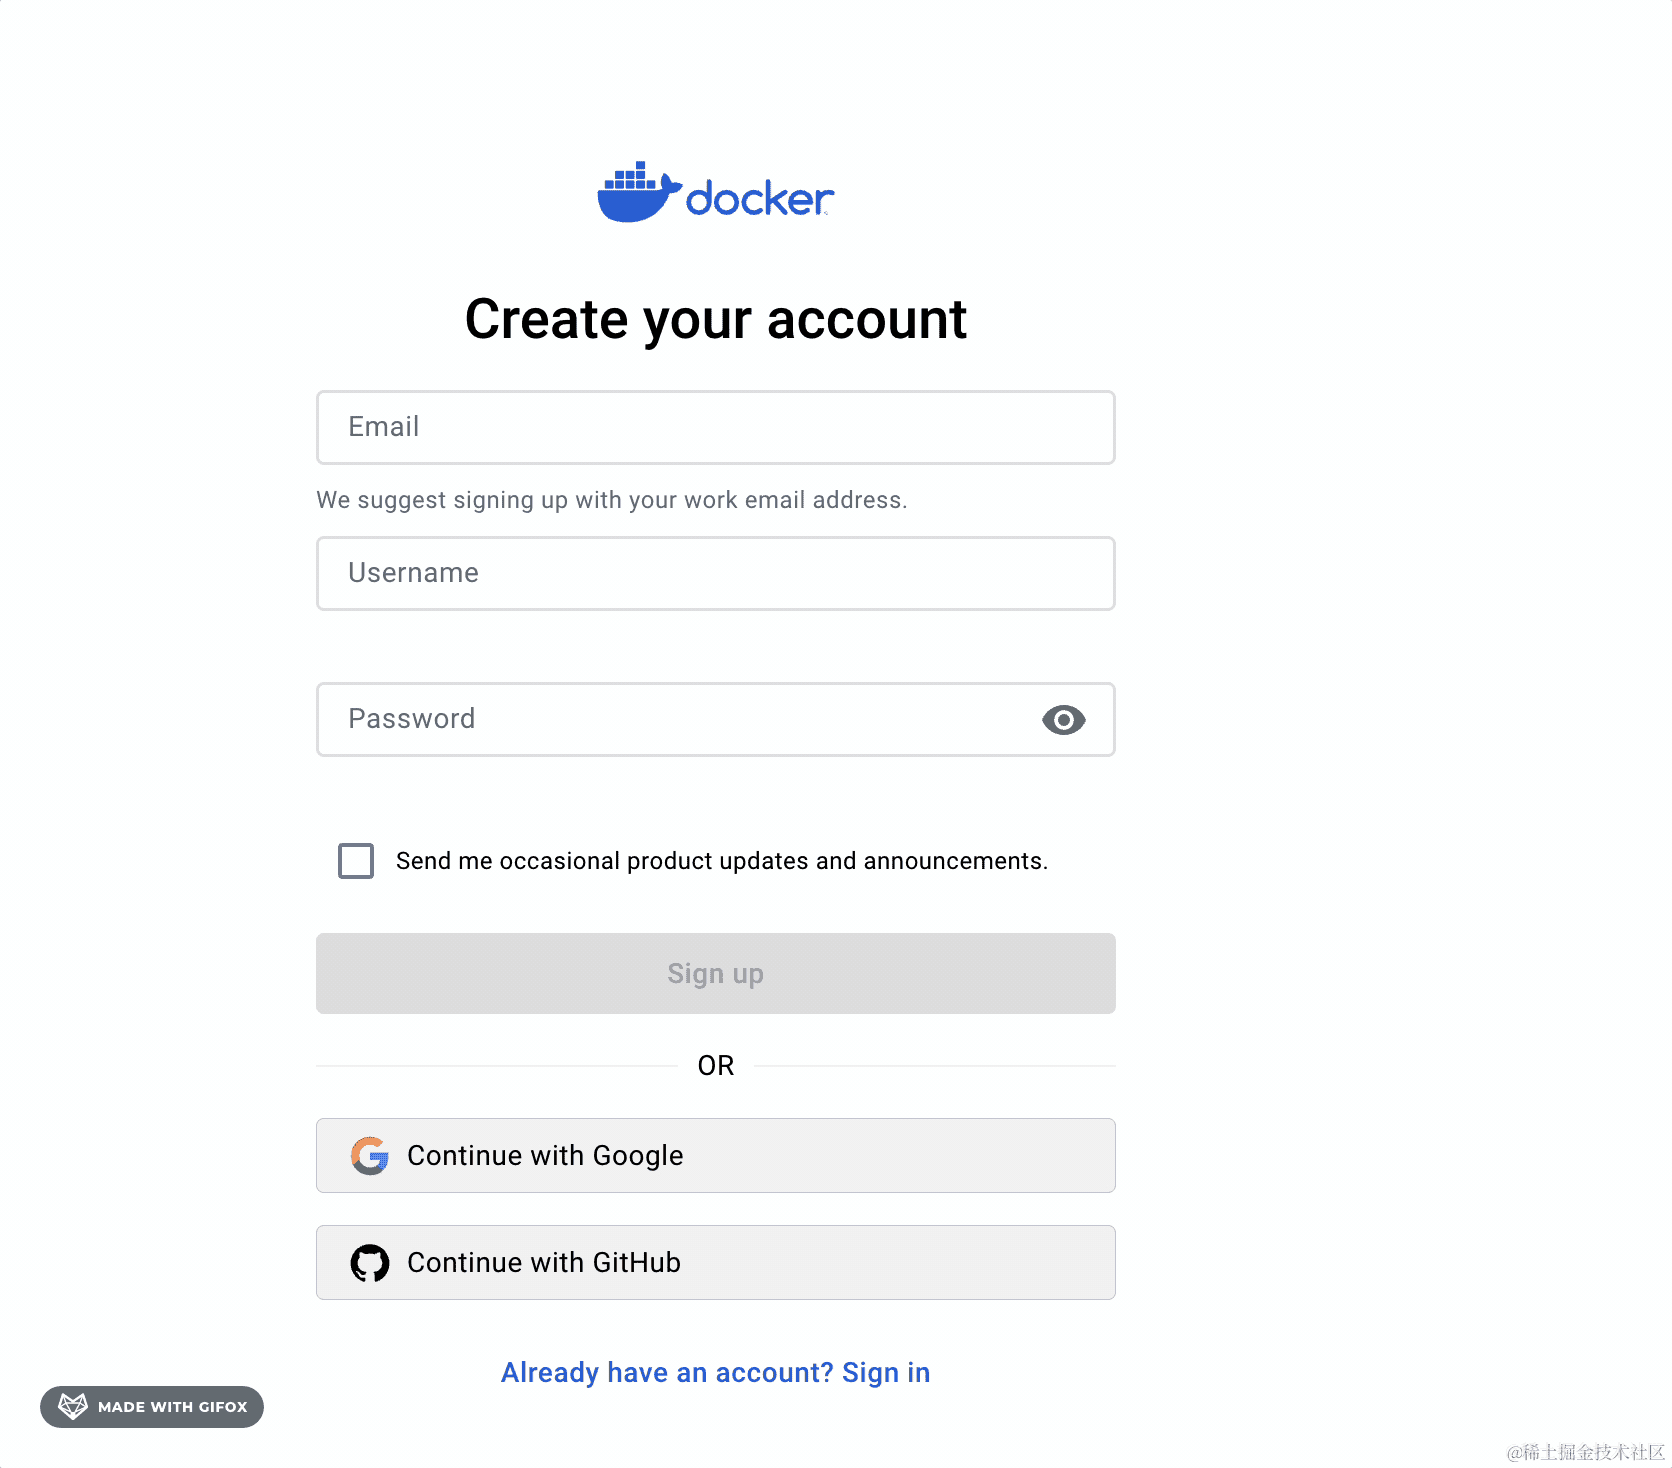 docker
Create your account
Email
We suggest signing up with your work email address.
Username
Password
Send me occasional product updates and announcements.
Sign up
OR
Continue with Google
Continue with GitHub
Already have an account? Sign in
MADE WITH GIFOX
@稀土掘金技术社区